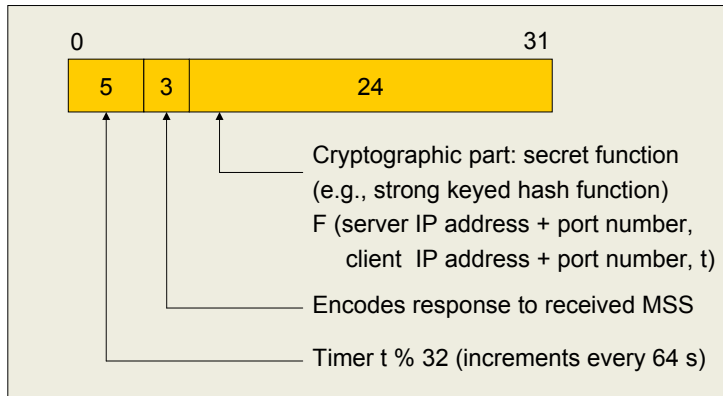 0 31
5 3 24
Cryptographic part: secret function
(e.g., strong keyed hash function)
F (server IP address + port number,
client IP address + port number, t)
Encodes response to received MSS
Timer t % 32 (increments every 64 s)